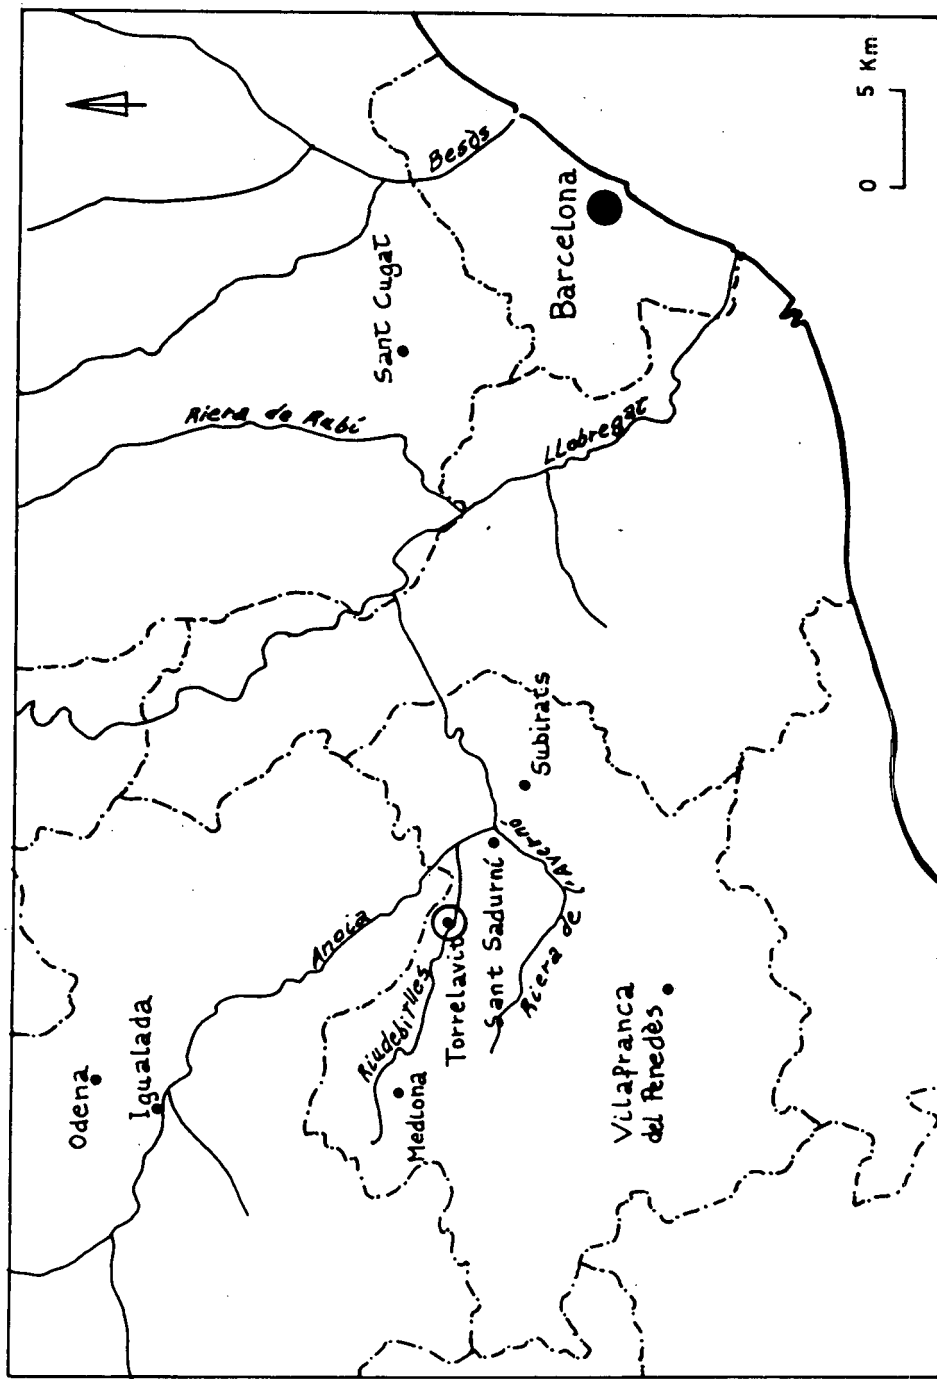 Odena
Igualada
Riera de Rubí
Anoia
Sant Cugat
Riudebitlles
Medlona
Besòs
Torrelavit
Sant Sadurní
Riera de l'Avernó
Subirats
Barcelona
Llobregat
Vilafranca
del Penedès
0 5 Km